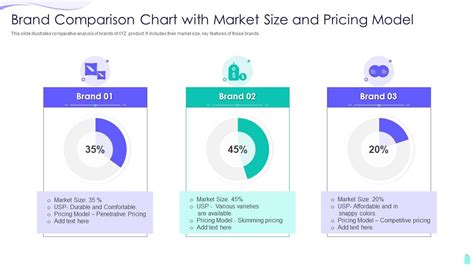 Brand Comparison Chart with Market Size and Pricing Model
This slide illustrates comparative analysis of brands of XYZ product. It includes their market size, key features of these brands.
Brand 01
Brand 02
Brand 03
35%
45%
20%
o Market Size: 35 %
o USP- Durable and Comfortable.
o Pricing Model – Penetrative Pricing
o Add text here
o Market Size: 45%
o USP - Various varieties
are available.
o Pricing Model - Skimming pricing
o Add text here.
o Market Size: 20%
o USP- Affordable and in
snappy colors.
o Pricing Model – Competitive pricing
o Add text here